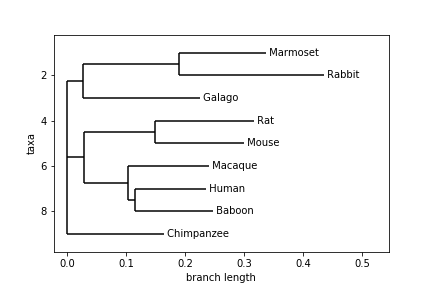 Marmoset
Rabbit
Galago
Rat
Mouse
Macaque
Human
Baboon
Chimpanzee
taxa
2
4
6
8
0.0 0.1 0.2 0.3 0.4 0.5
branch length